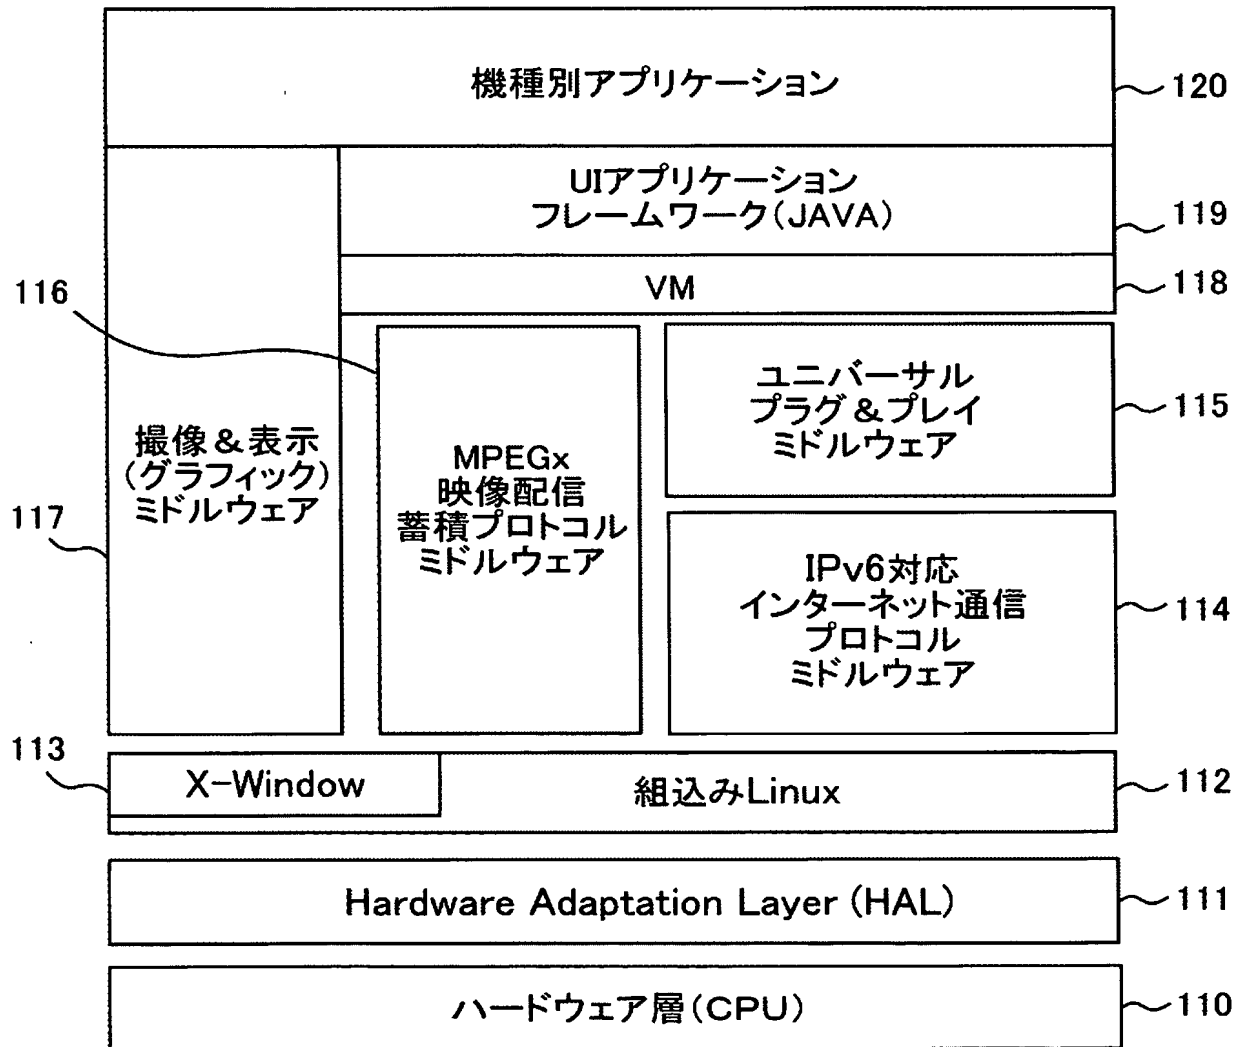 機種別アプリケーション
120
UIアプリケーション
フレームワーク(JAVA)
119
VM
118
116
ユニバーサル
プラグ&プレイ
ミドルウェア
115
撮像&表示
(グラフィック)
ミドルウェア
117
MPEGx
映像配信
蓄積プロトコル
ミドルウェア
IPv6対応
インターネット通信
プロトコル
ミドルウェア
114
113
X-Window
組込みLinux
112
Hardware Adaptation Layer (HAL)
111
ハードウェア層(CPU)
110